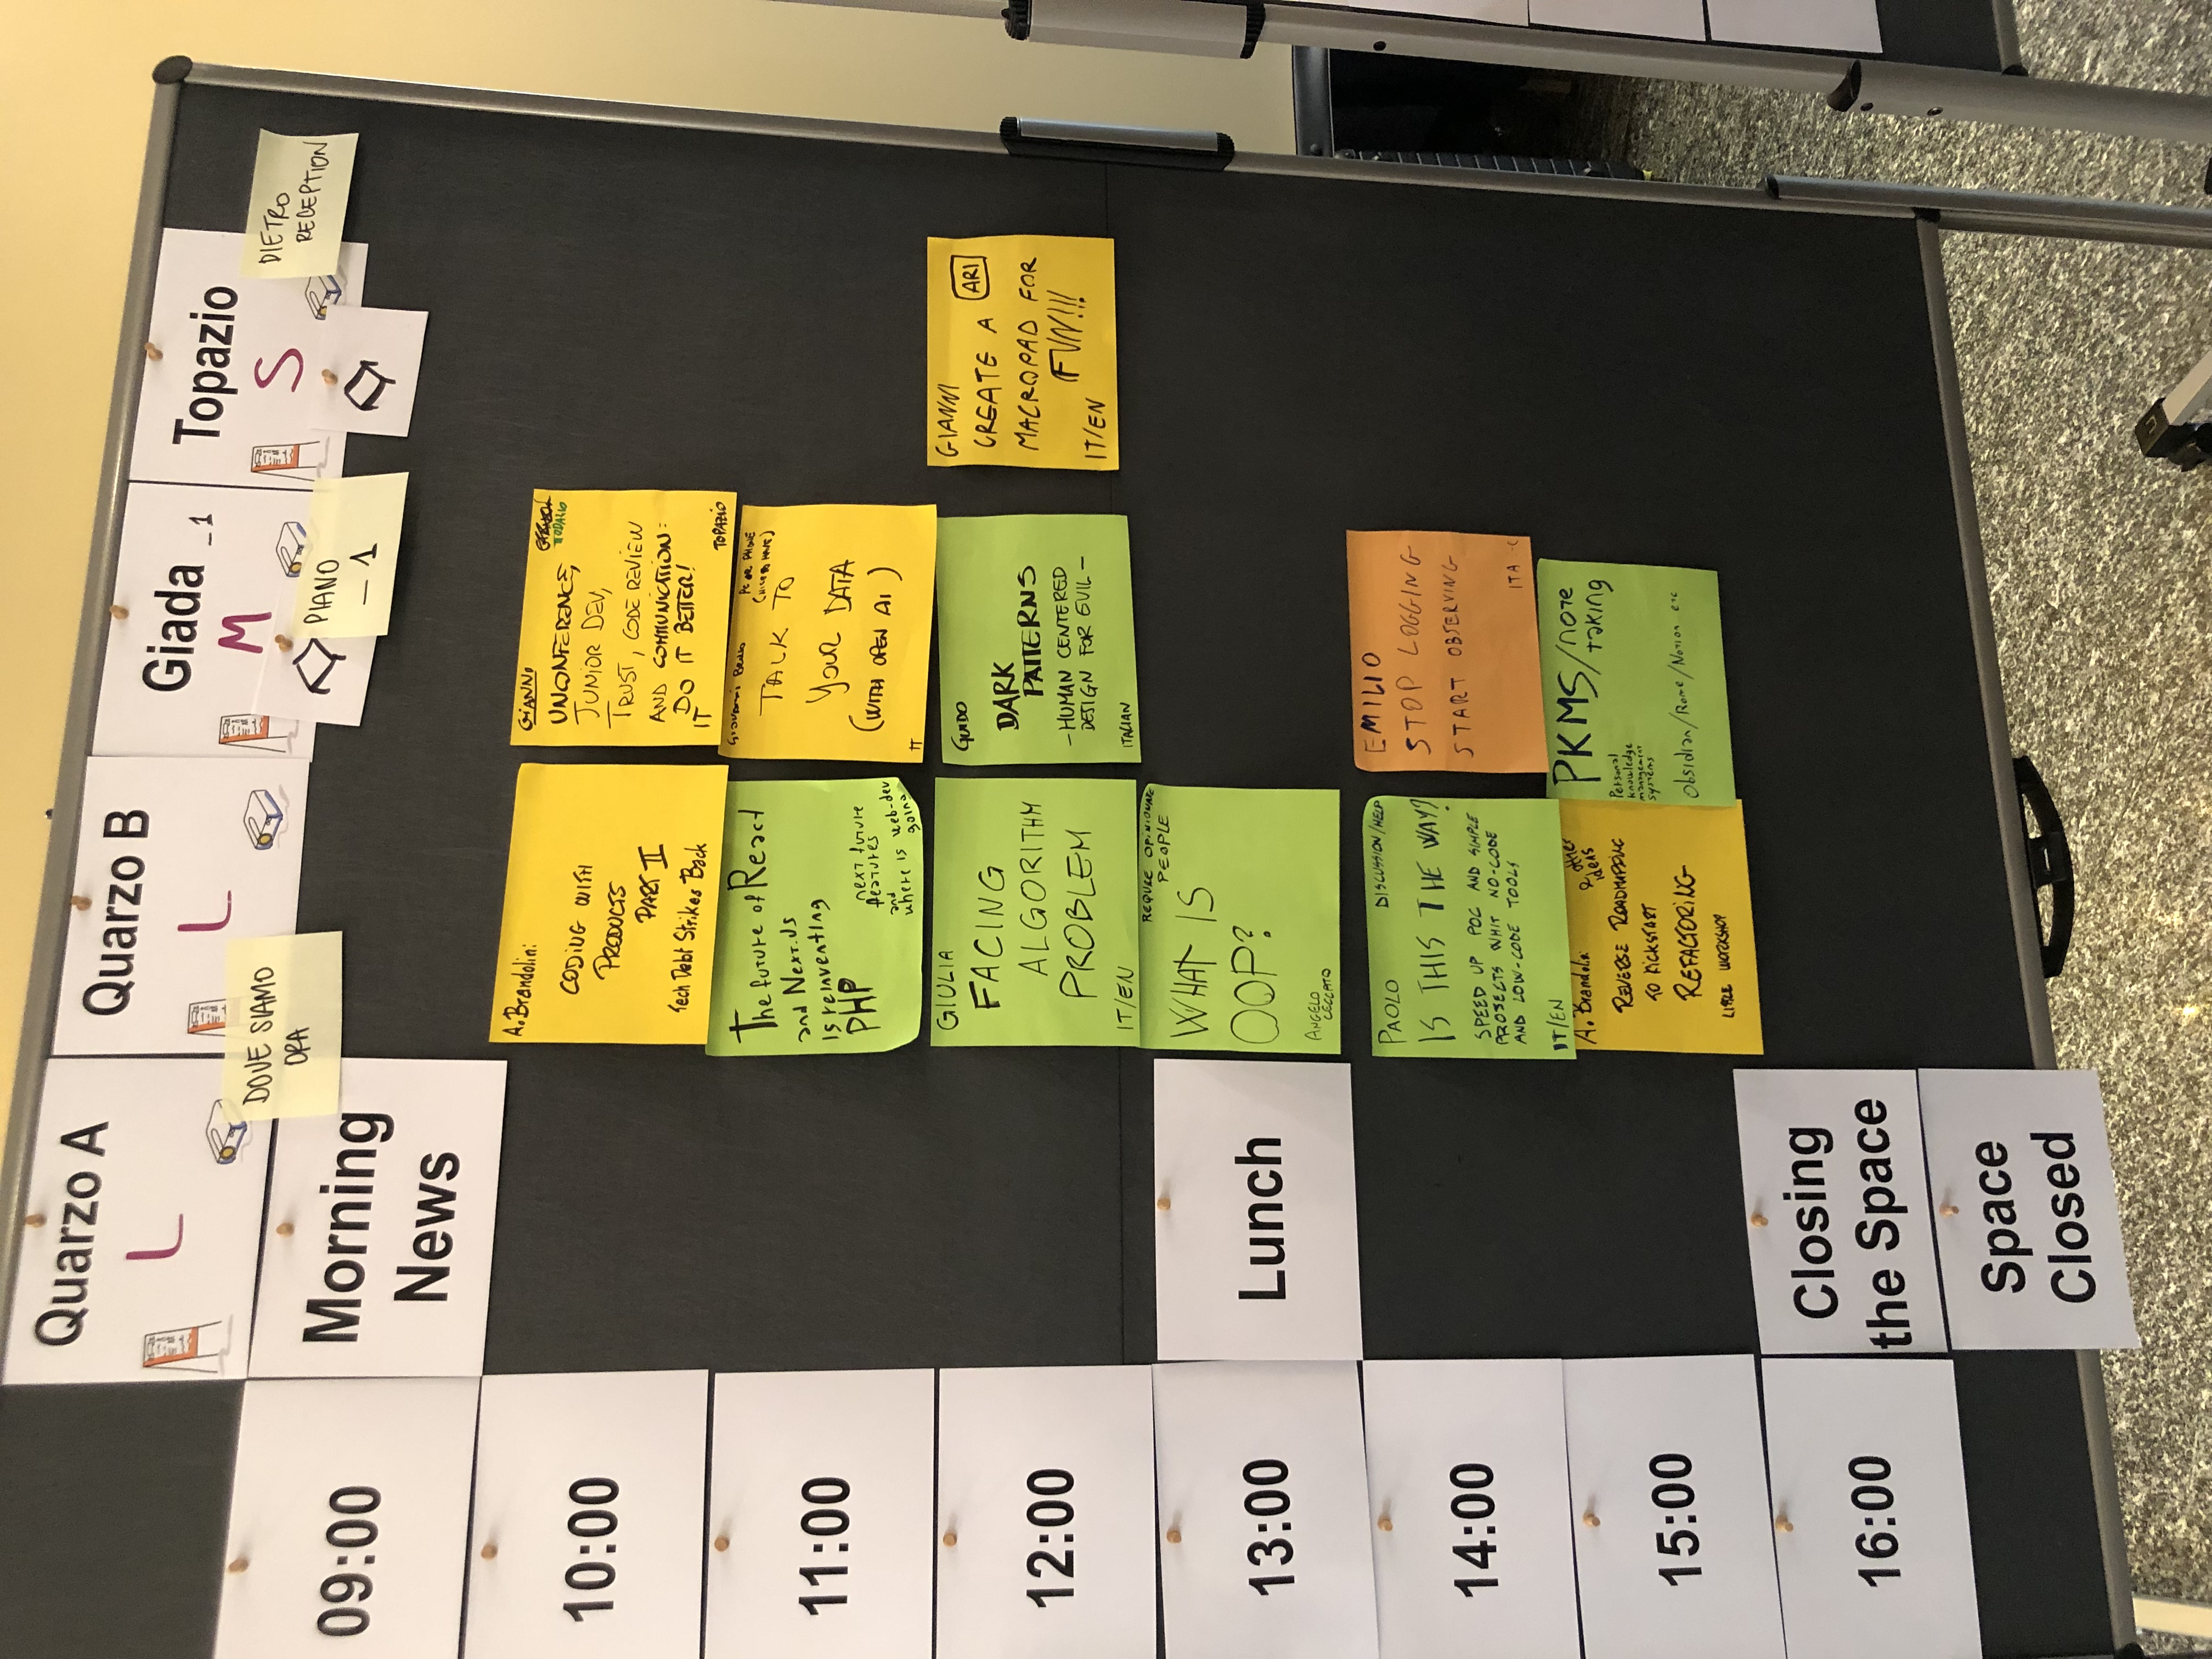 Quarzo A
L
Quarzo B
L
Giada _1
M
Topazio
S
DOVE SIAMO
ORA
PIANO
-1
DIETRO
RECEPTION
09:00
Morning
News
10:00
A. Brandolini:
CODING WITH
PRODUCTS
PART II
Tech Debt Strikes Back
GIANNI
TOPAZIO
UNCONFERENCE,
JUNIOR DEV,
TRUST, CODE REVIEW
AND COMMUNICATION:
DO IT BETTER!
IT
TOPAZIO
11:00
The future of React
and Next.Js
is reinventing
PHP
next future
features
and
where is web-dev
going
Giovanni
PC OR PHONE
(NICE TO HAVE)
TALK TO
YOUR DATA
(WITH OPEN AI)
IT
12:00
GIULIA
FACING
ALGORITHM
PROBLEM
IT/EN
GUIDO
DARK
PATTERNS
-HUMAN CENTERED
DESIGN FOR EVIL-
ITALIAN
GIANNI
ARI
CREATE A
MACROPAD FOR
FUN!!!
IT/EN
13:00
Lunch
REQURE OPINIONATE
PEOPLE
WHAT IS
OOP?
ANGELO
CECCATO
14:00
PAOLO
DISCUSSION/HELP
IS THIS THE WAY?
SPEED UP POC AND SIMPLE
PROJECTS WHIT NO-CODE
AND LOW-CODE TOOLS
IT/EN
EMILIO
STOP LOGGING
START OBSERVING
ITA
15:00
A. Brandolini
& other
ideas
REVERSE ROADMAPPING
TO KICKSTART
REFACTORING
LITTLE WORKSHOP
PKMS/note
taking
Personal
knowledge
management
systems
Obsidian/Rome/Notion etc
16:00
Closing
the Space
Space
Closed